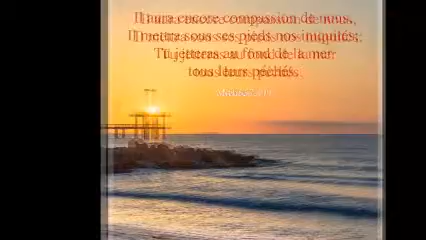 Il aura encore compassion de nous,
Il mettra sous ses pieds nos iniquités;
Tu jetteras au fond de la mer
tous leurs péchés.